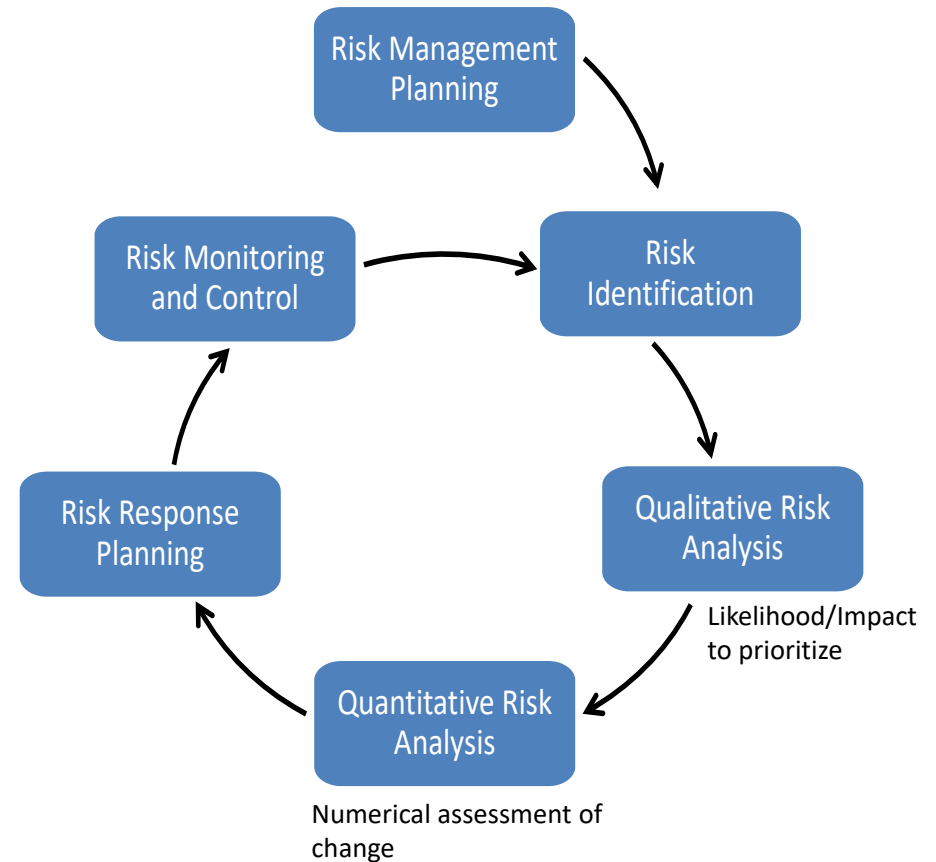 Risk Management
Planning
Risk Monitoring
and Control
Risk
Identification
Risk Response
Planning
Qualitative Risk
Analysis
Likelihood/Impact
to prioritize
Quantitative Risk
Analysis
Numerical assessment of
change